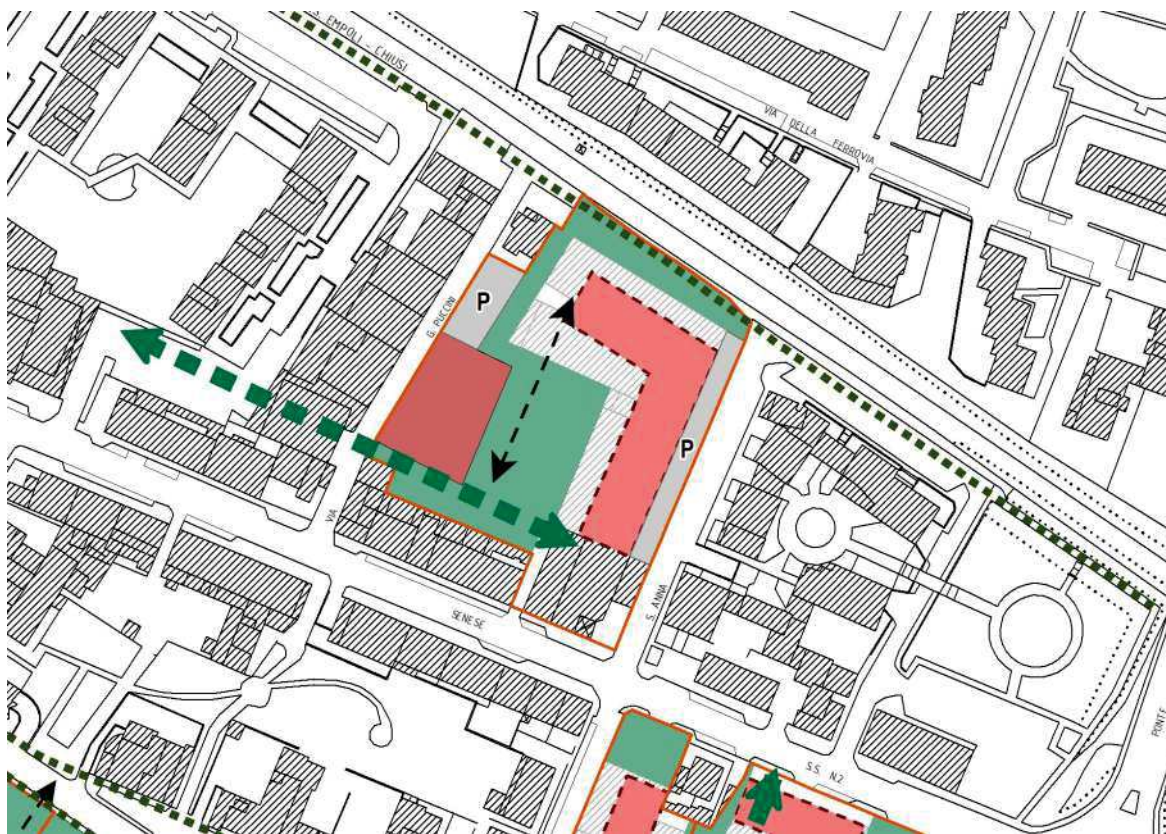 S. EMPOLI - CHIUSI
VIA DELLA FERROVIA
P
G. PUCCINI
VIA
P
S. ANNA
SENESE
S.S. N.2
PONTE